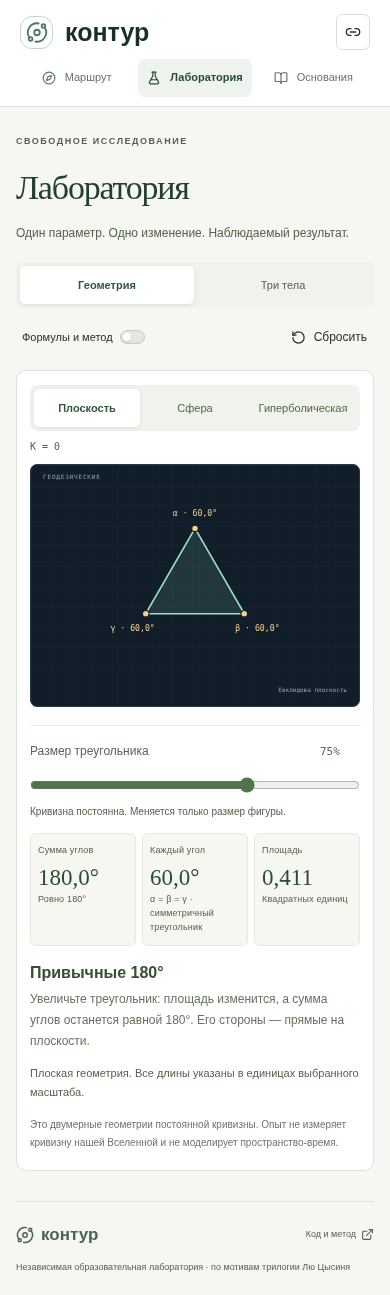 контур
Маршрут
Лаборатория
Основания
СВОБОДНОЕ ИССЛЕДОВАНИЕ
Лаборатория
Один параметр. Одно изменение. Наблюдаемый результат.
Геометрия
Три тела
Формулы и метод
Сбросить
Плоскость
Сфера
Гиперболическая
K = 0
ГЕОДЕЗИЧЕСКИЕ
α · 60,0°
γ · 60,0°
β · 60,0°
Евклидова плоскость
Размер треугольника
75%
Кривизна постоянна. Меняется только размер фигуры.
Сумма углов
180,0°
Ровно 180°
Каждый угол
60,0°
α = β = γ ·
симметричный
треугольник
Площадь
0,411
Квадратных единиц
Привычные 180°
Увеличьте треугольник: площадь изменится, а сумма
углов останется равной 180°. Его стороны — прямые на
плоскости.
Плоская геометрия. Все длины указаны в единицах выбранного
масштаба.
Это двумерные геометрии постоянной кривизны. Опыт не измеряет
кривизну нашей Вселенной и не моделирует пространство-время.
контур
Код и метод
Независимая образовательная лаборатория · по мотивам трилогии Лю Цысиня